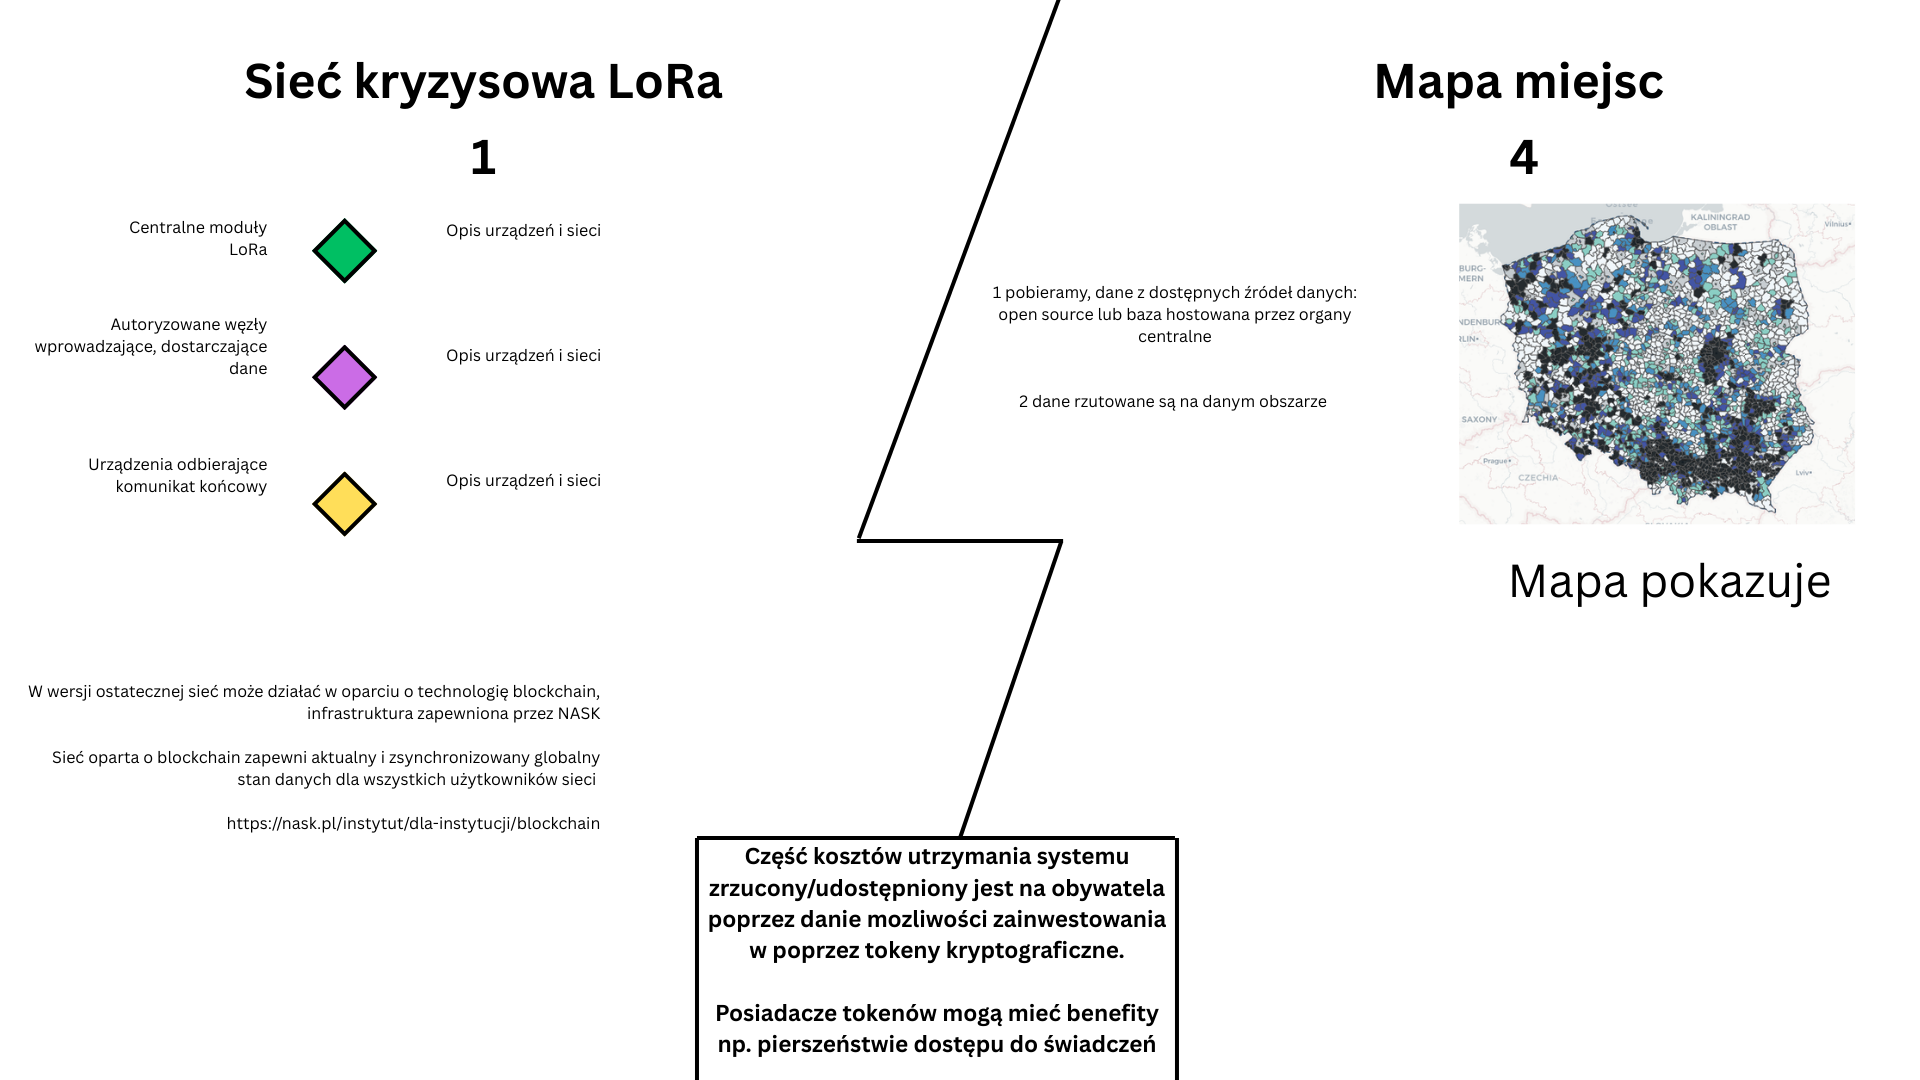 Sieć kryzysowa LoRa
1
Centralne moduły
LoRa
Opis urządzeń i sieci
Autoryzowane węzły
wprowadzające, dostarczające
dane
Opis urządzeń i sieci
Urządzenia odbierające
komunikat końcowy
Opis urządzeń i sieci
W wersji ostatecznej sieć może działać w oparciu o technologię blockchain,
infrastruktura zapewniona przez NASK
Sieć oparta o blockchain zapewni aktualny i zsynchronizowany globalny
stan danych dla wszystkich użytkowników sieci
https://nask.pl/instytut/dla-instytucji/blockchain
Mapa miejsc
4
1 pobieramy, dane z dostępnych źródeł danych:
open source lub baza hostowana przez organy
centralne
2 dane rzutowane są na danym obszarze
KALININGRAD
OBLAST
Vilnius
BURG-
MERN
NDENBURG
RLIN
SAXONY
Prague
CZECHIA
Lviv
Mapa pokazuje
Część kosztów utrzymania systemu
zrzucony/udostępniony jest na obywatela
poprzez danie mozliwości zainwestowania
w poprzez tokeny kryptograficzne.
Posiadacze tokenów mogą mieć benefity
np. pierszeństwie dostępu do świadczeń